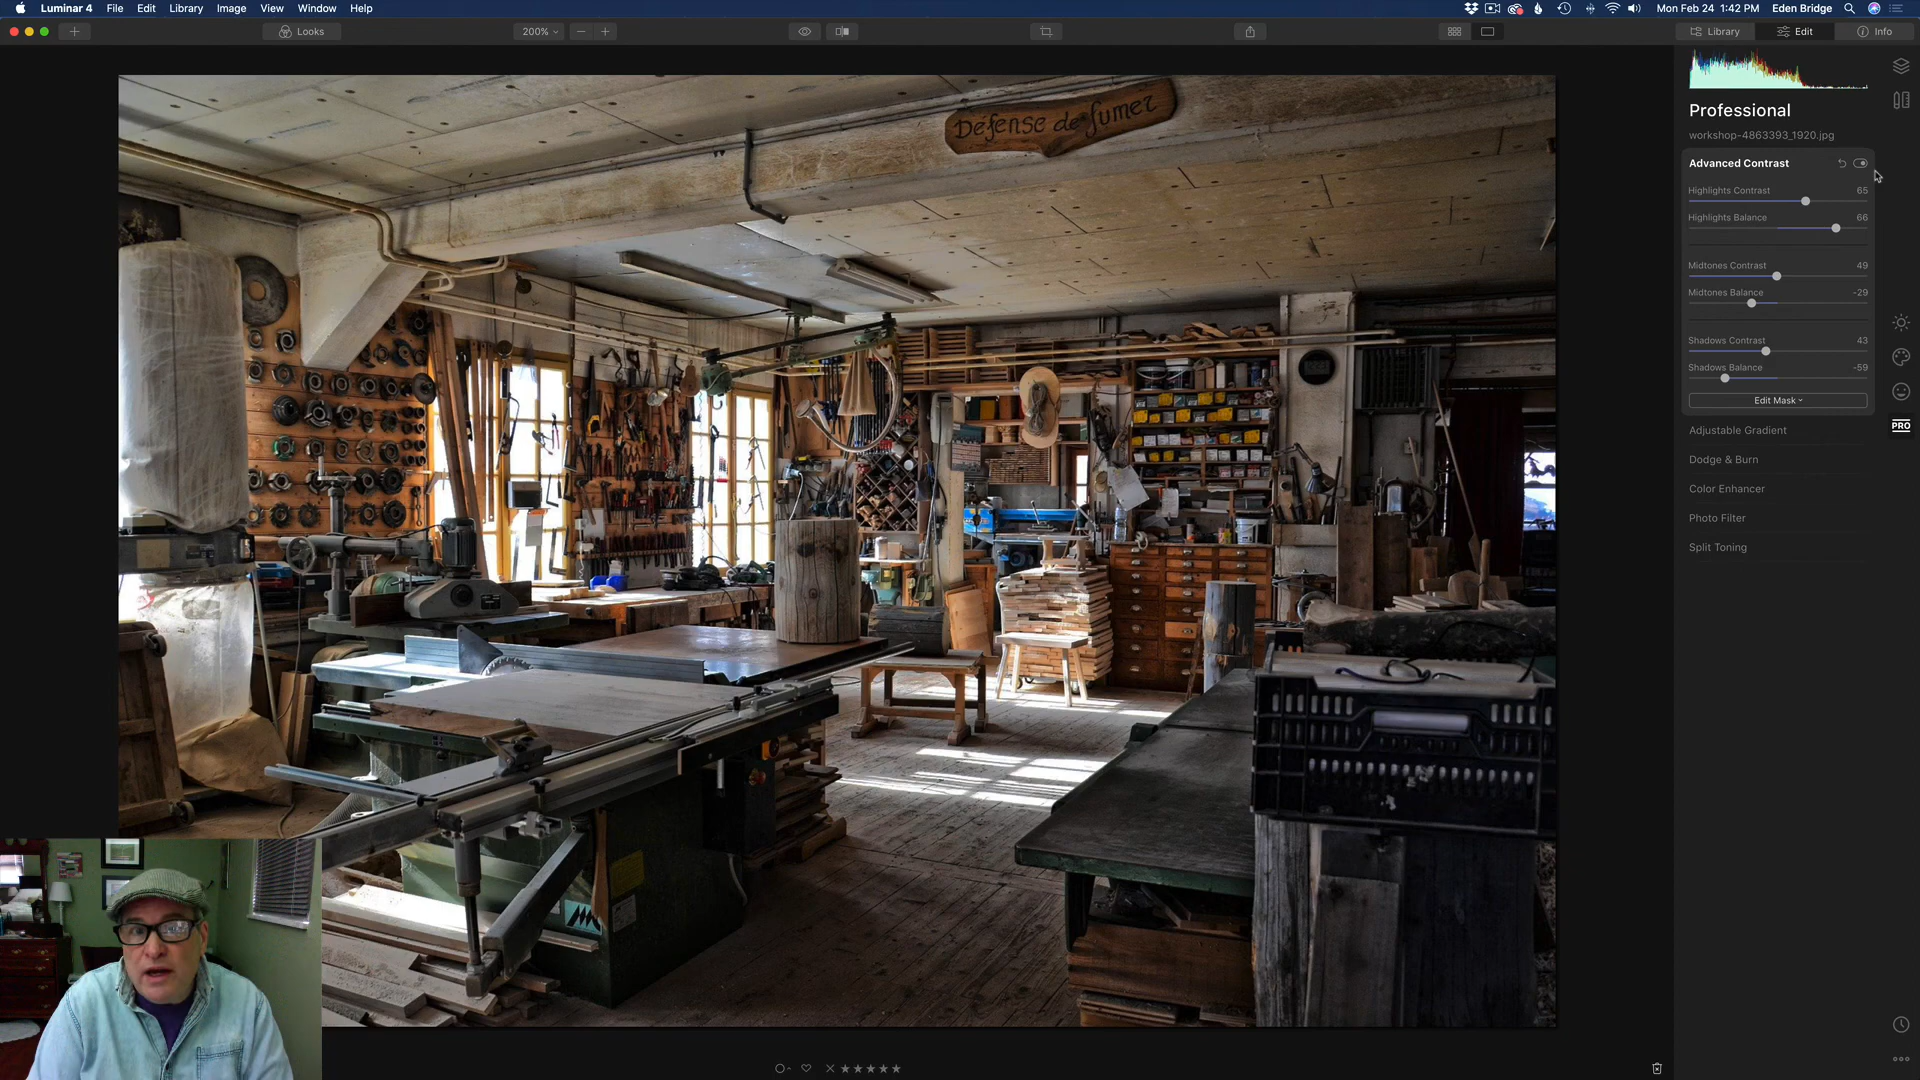 Luminar 4 File Edit Library Image View Window Help
Mon Feb 24 1:42 PM Eden Bridge
Looks 200% Library Edit Info
Professional
workshop-4863393_1920.jpg
Défense de fumer
Advanced Contrast
Highlights Contrast 65
Highlights Balance 66
Midtones Contrast 49
Midtones Balance -29
Shadows Contrast 43
Shadows Balance -59
Edit Mask
PRO
Adjustable Gradient
Dodge & Burn
Color Enhancer
Photo Filter
Split Toning